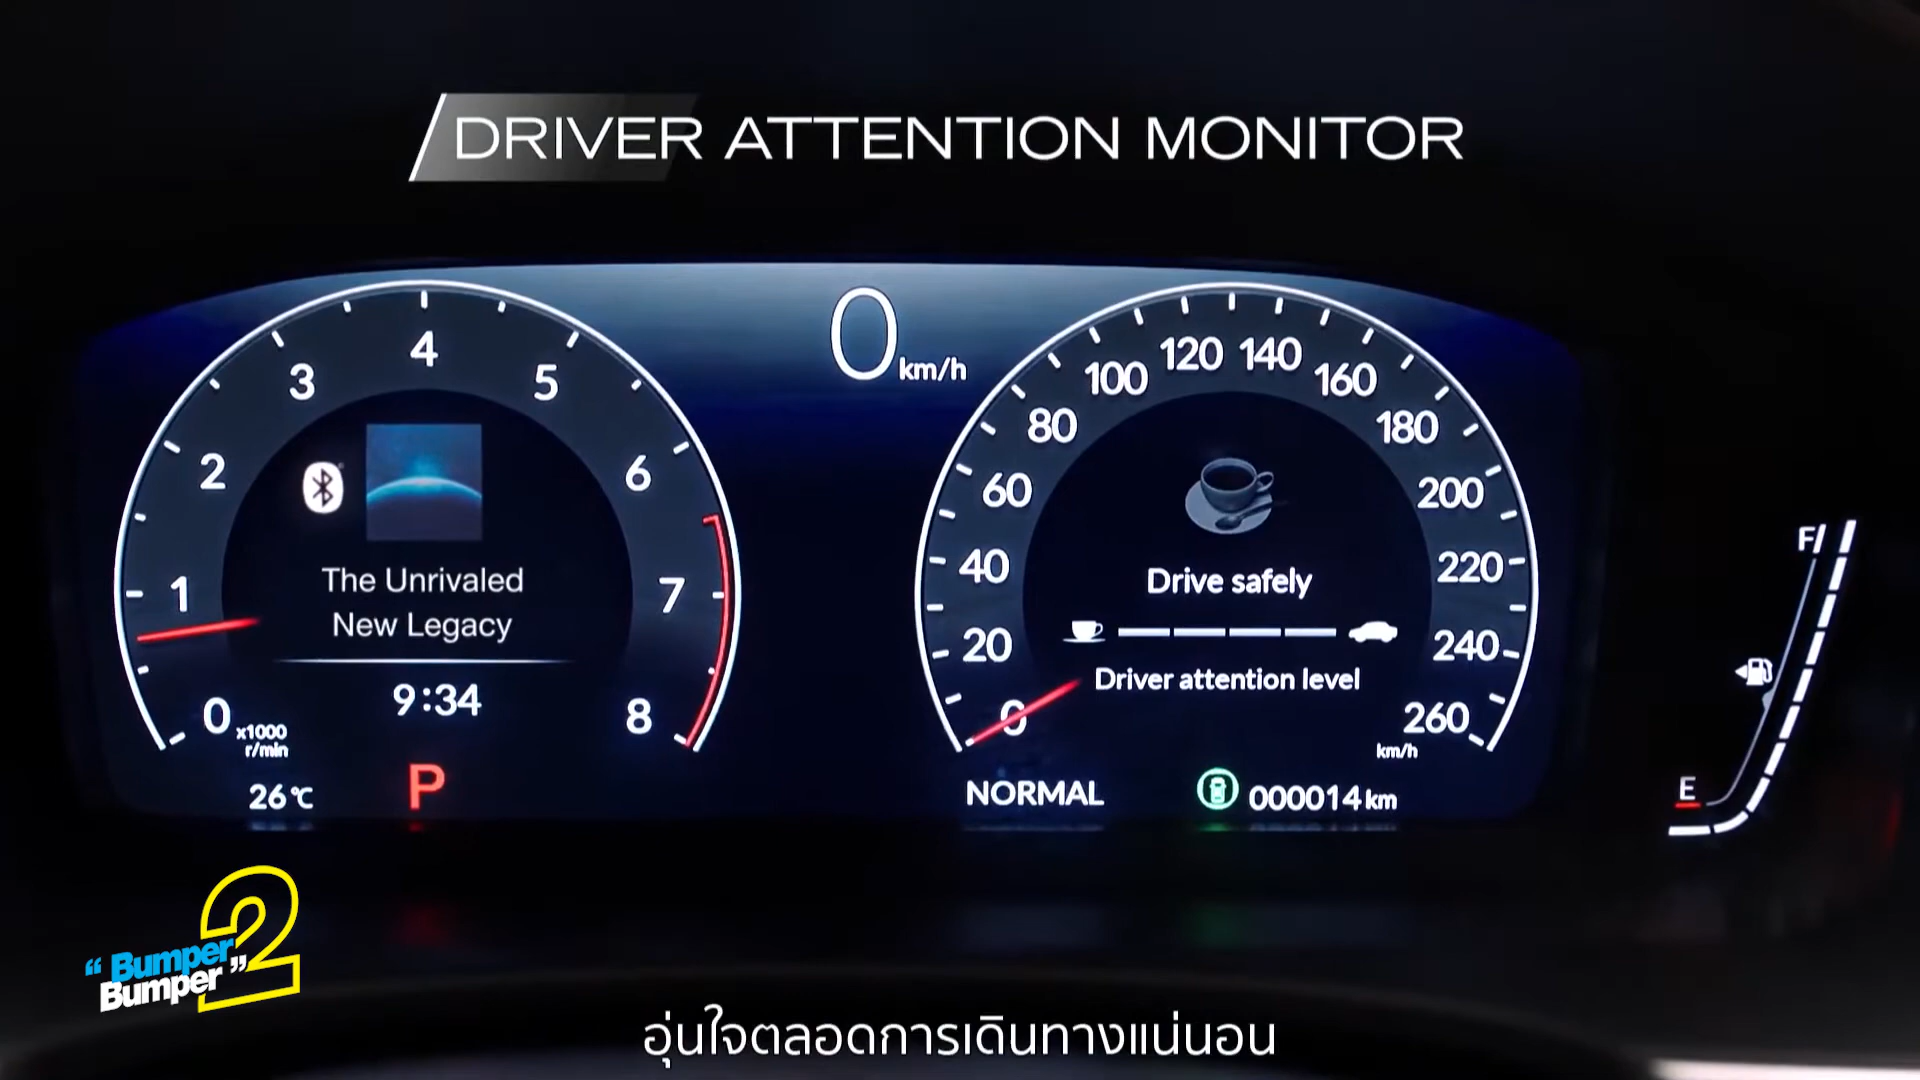 DRIVER ATTENTION MONITOR
0 km/h
0
1
2
3
4
5
6
7
8
x1000
r/min
The Unrivaled
New Legacy
9:34
26℃
P
0
20
40
60
80
100
120
140
160
180
200
220
240
260
km/h
Drive safely
Driver attention level
NORMAL
000014 km
F
E
“Bumper
Bumper”2
อุ่นใจตลอดการเดินทางแน่นอน